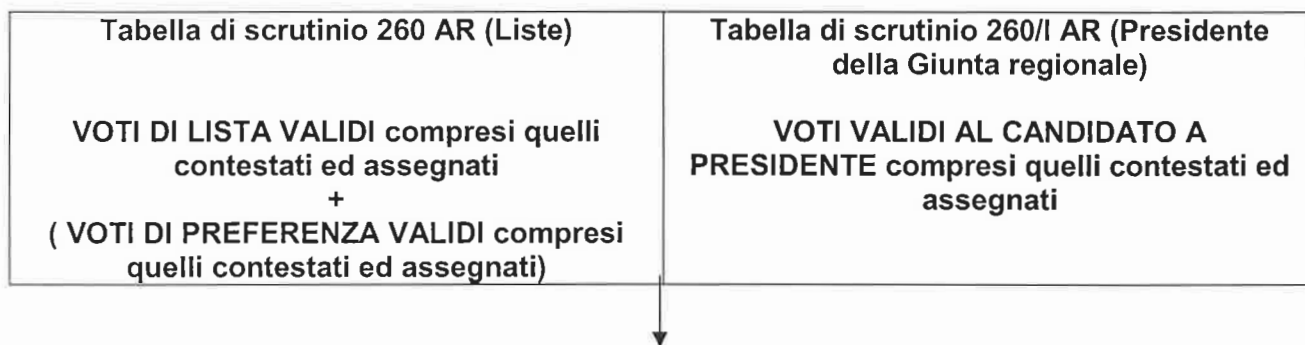 Tabella di scrutinio 260 AR (Liste)
VOTI DI LISTA VALIDI compresi quelli
contestati ed assegnati
+
( VOTI DI PREFERENZA VALIDI compresi
quelli contestati ed assegnati)
Tabella di scrutinio 260/I AR (Presidente
della Giunta regionale)
VOTI VALIDI AL CANDIDATO A
PRESIDENTE compresi quelli contestati ed
assegnati